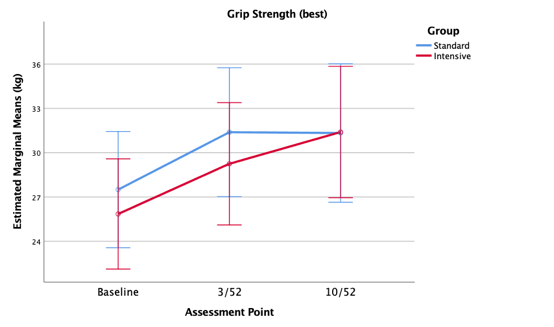 Grip Strength (best)
Group
Standard
Intensive
Estimated Marginal Means (kg)
36
33
30
27
24
Baseline
3/52
10/52
Assessment Point